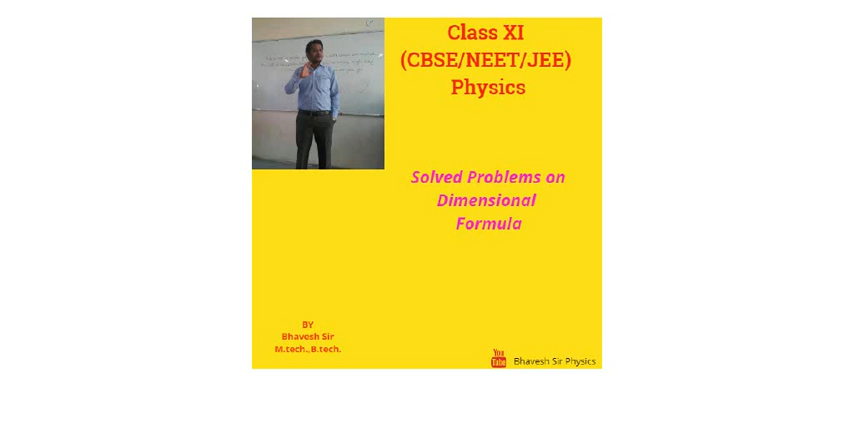 Class XI
(CBSE/NEET/JEE)
Physics
Solved Problems on
Dimensional
Formula
BY
Bhavesh Sir
M.tech.,B.tech.
You
Tube
Bhavesh Sir Physics